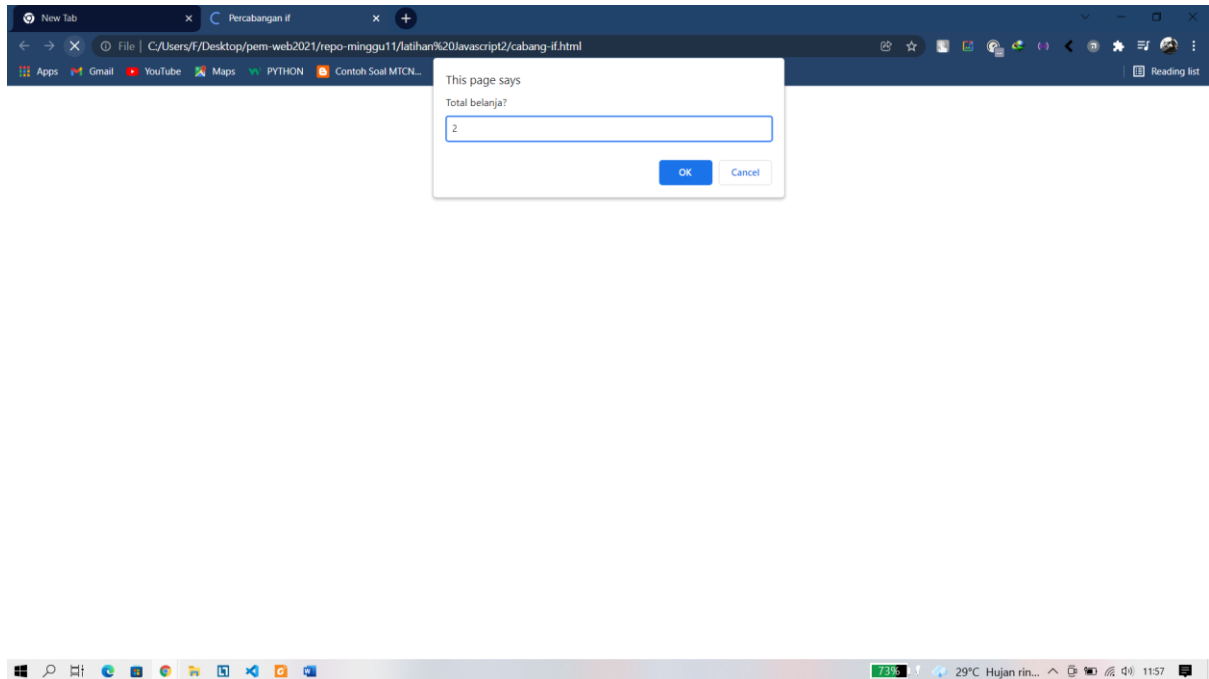 New Tab
Percabangan if
File | C:/Users/F/Desktop/pem-web2021/repo-minggu11/latihan%20Javascript2/cabang-if.html
Apps Gmail YouTube Maps PYTHON Contoh Soal MTCN... Reading list
This page says
Total belanja?
2
OK Cancel
73% 29°C Hujan rin... 11:57